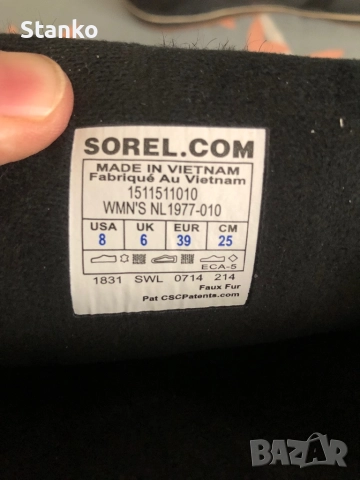 Stanko
SOREL.COM
MADE IN VIETNAM
Fabriqué Au Vietnam
1511511010
WMN'S NL1977-010
USA UK EUR CM
8 6 39 25
ECA-5
1831 SWL 0714 214
Faux Fur
Pat CSCPatents.com
BAZAR